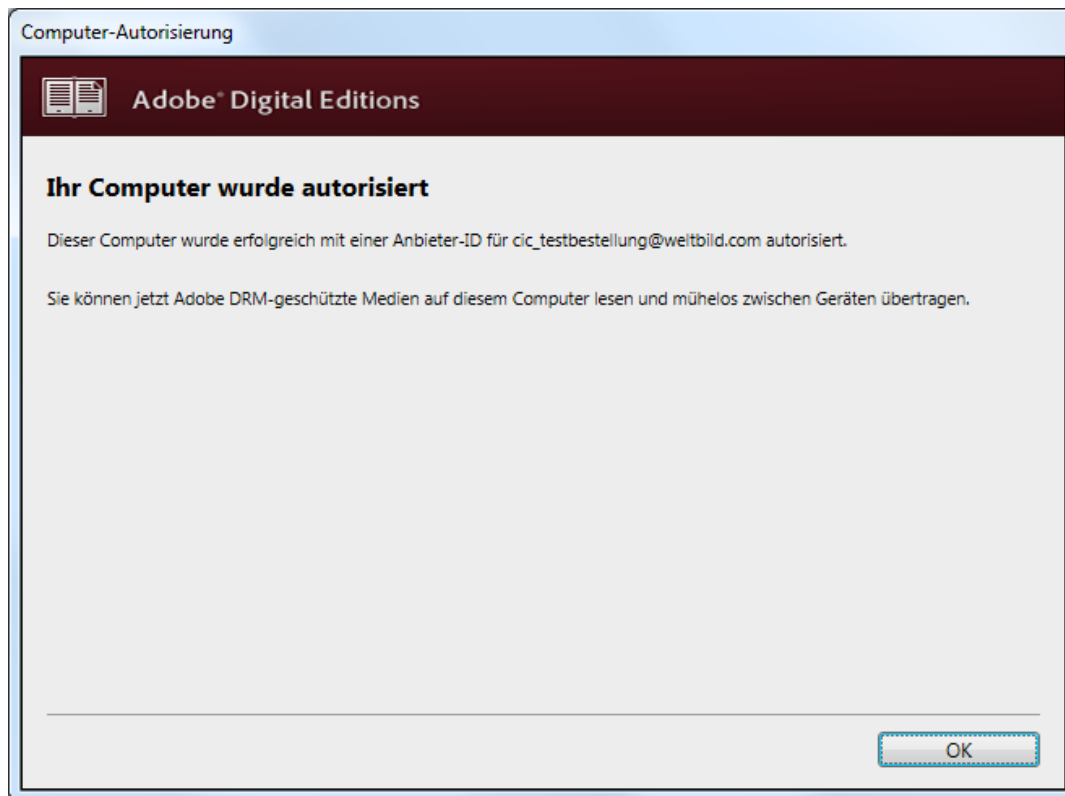 Computer-Autorisierung
Adobe® Digital Editions
Ihr Computer wurde autorisiert
Dieser Computer wurde erfolgreich mit einer Anbieter-ID für cic_testbestellung@weltbild.com autorisiert.
Sie können jetzt Adobe DRM-geschützte Medien auf diesem Computer lesen und mühelos zwischen Geräten übertragen.
OK